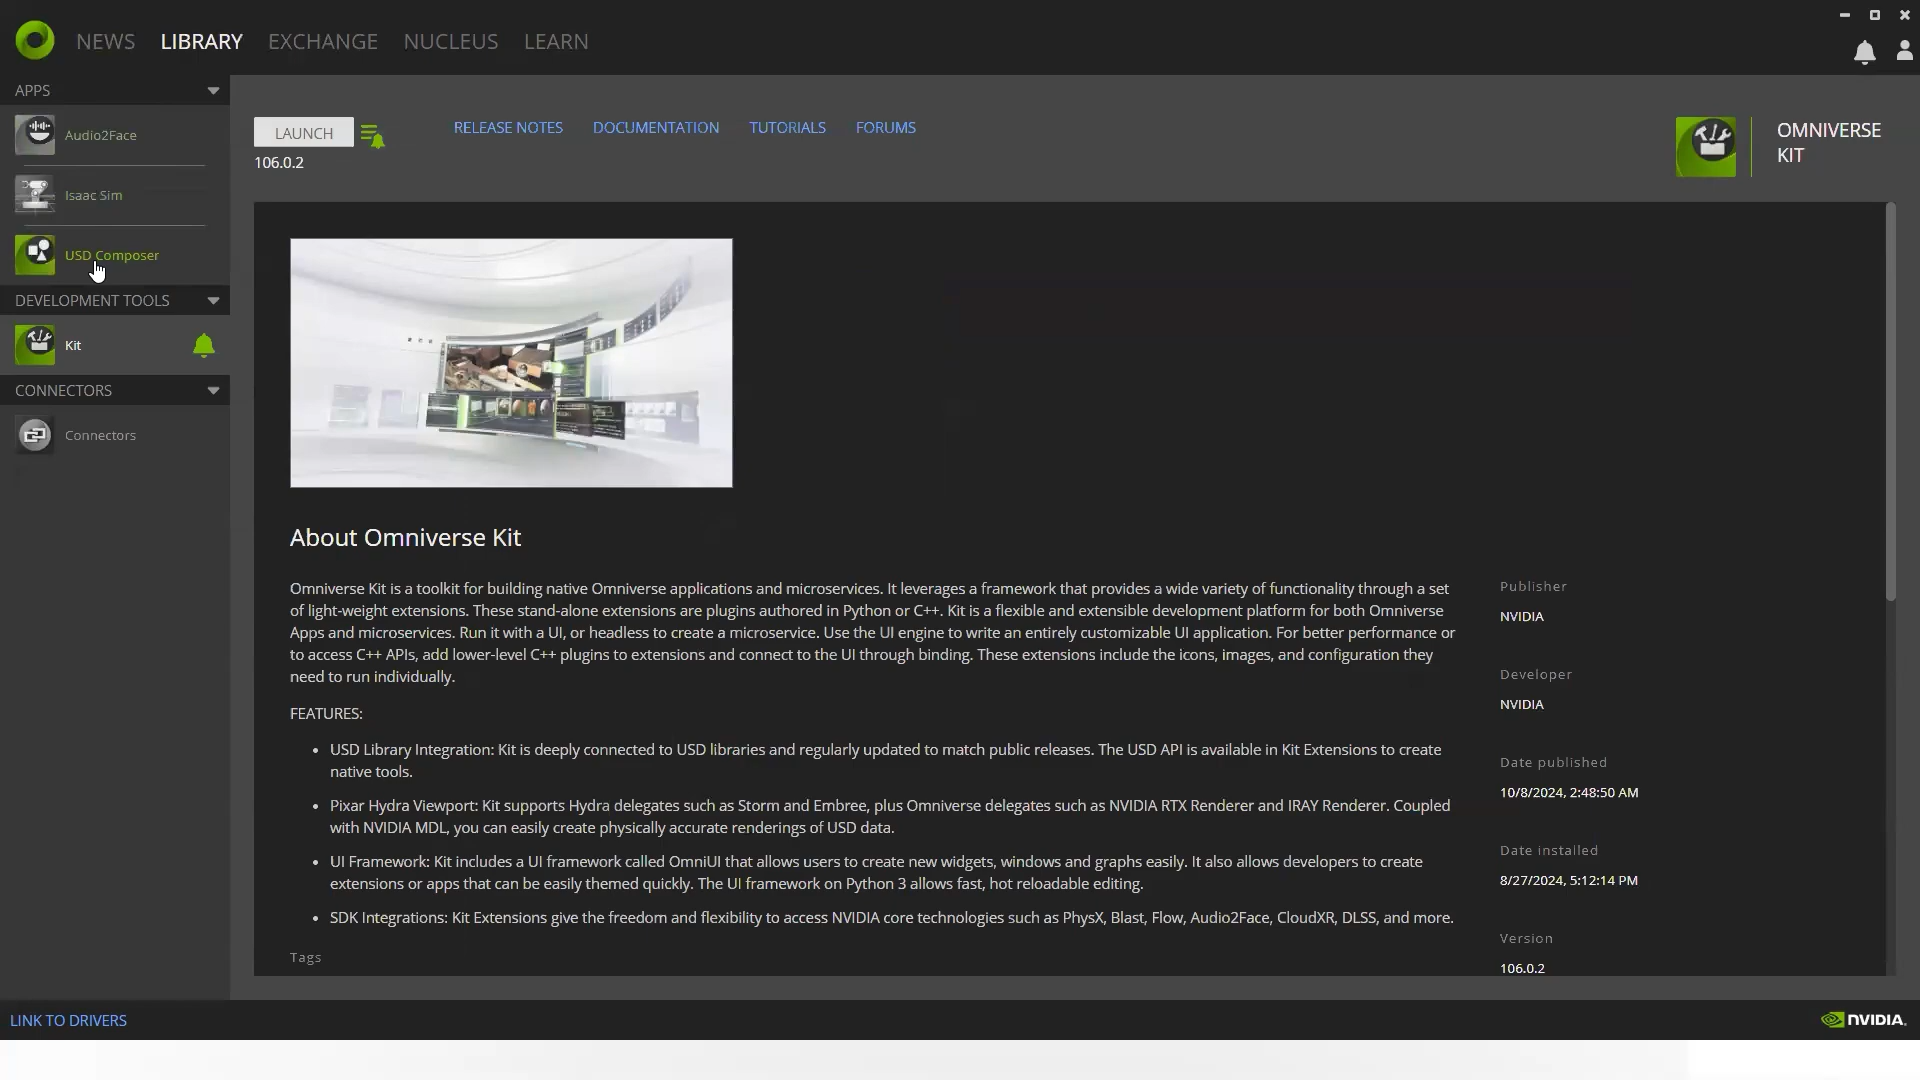 NEWS LIBRARY EXCHANGE NUCLEUS LEARN
APPS
Audio2Face
Isaac Sim
USD Composer
DEVELOPMENT TOOLS
Kit
CONNECTORS
Connectors
LAUNCH
106.0.2
RELEASE NOTES DOCUMENTATION TUTORIALS FORUMS
OMNIVERSE
KIT
About Omniverse Kit
Omniverse Kit is a toolkit for building native Omniverse applications and microservices. It leverages a framework that provides a wide variety of functionality through a set
of light-weight extensions. These stand-alone extensions are plugins authored in Python or C++. Kit is a flexible and extensible development platform for both Omniverse
Apps and microservices. Run it with a UI, or headless to create a microservice. Use the UI engine to write an entirely customizable UI application. For better performance or
to access C++ APIs, add lower-level C++ plugins to extensions and connect to the UI through binding. These extensions include the icons, images, and configuration they
need to run individually.
FEATURES:
• USD Library Integration: Kit is deeply connected to USD libraries and regularly updated to match public releases. The USD API is available in Kit Extensions to create
native tools.
• Pixar Hydra Viewport: Kit supports Hydra delegates such as Storm and Embree, plus Omniverse delegates such as NVIDIA RTX Renderer and IRAY Renderer. Coupled
with NVIDIA MDL, you can easily create physically accurate renderings of USD data.
• UI Framework: Kit includes a UI framework called OmniUI that allows users to create new widgets, windows and graphs easily. It also allows developers to create
extensions or apps that can be easily themed quickly. The UI framework on Python 3 allows fast, hot reloadable editing.
• SDK Integrations: Kit Extensions give the freedom and flexibility to access NVIDIA core technologies such as PhysX, Blast, Flow, Audio2Face, CloudXR, DLSS, and more.
Tags
Publisher
NVIDIA
Developer
NVIDIA
Date published
10/8/2024, 2:48:50 AM
Date installed
8/27/2024, 5:12:14 PM
Version
106.0.2
LINK TO DRIVERS
NVIDIA.